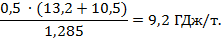 0,5 · (13,2 + 10,5)
1,285
= 9,2 ГДж/т.